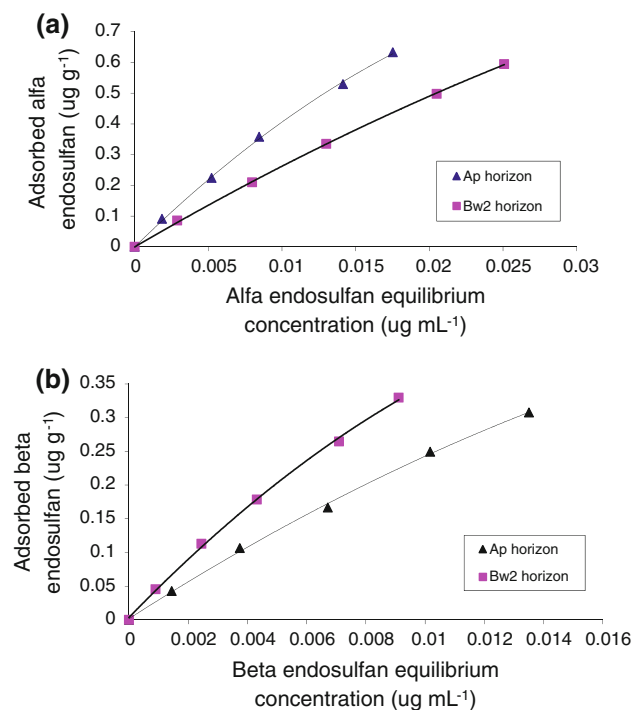 (a)
Adsorbed alfa
endosulfan (ug g-1)
0.7
0.6
0.5
0.4
0.3
0.2
0.1
0
0 0.005 0.01 0.015 0.02 0.025 0.03
Ap horizon
Bw2 horizon
Alfa endosulfan equilibrium
concentration (ug mL-1)
(b)
Adsorbed beta
endosulfan (ug g-1)
0.35
0.3
0.25
0.2
0.15
0.1
0.05
0
0 0.002 0.004 0.006 0.008 0.01 0.012 0.014 0.016
Ap horizon
Bw2 horizon
Beta endosulfan equilibrium
concentration (ug mL-1)